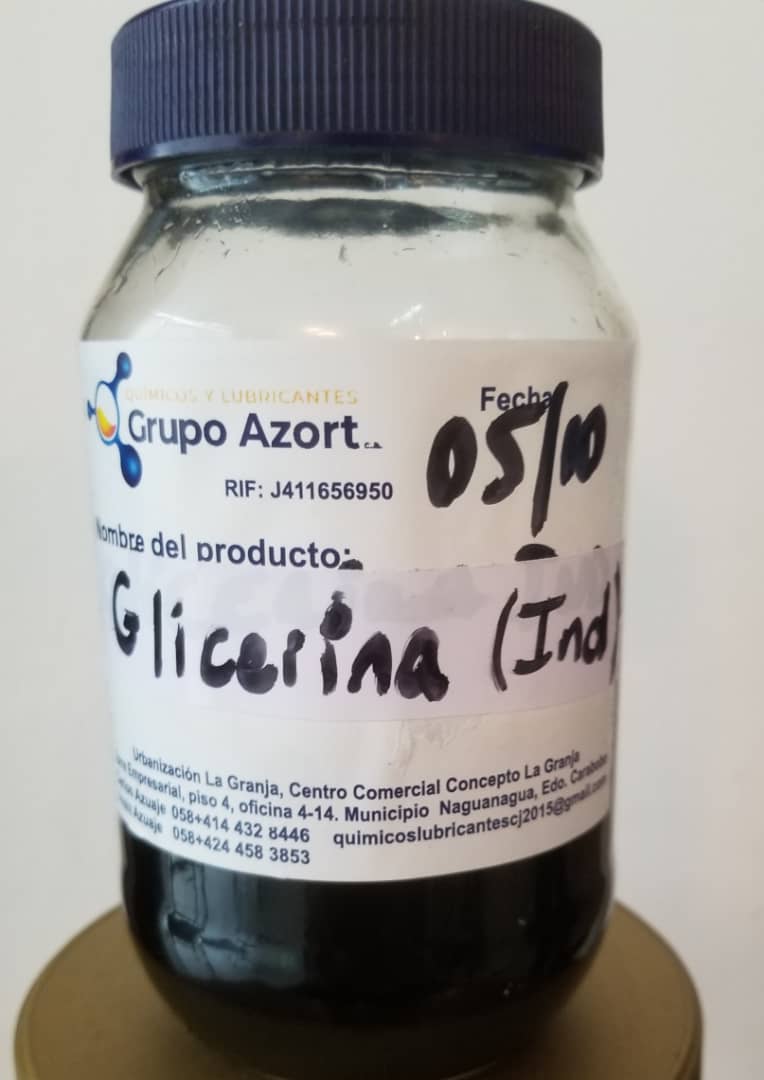 QUÍMICOS Y LUBRICANTES
Grupo Azort C.A.
Fecha
05/10
RIF: J411656950
Nombre del producto:
Glicerina (Ind)
Urbanización La Granja, Centro Comercial Concepto La Granja
Empresarial, piso 4, oficina 4-14. Municipio Naguanagua, Edo. Carabobo
Azuaje 058+414 432 8446 quimicoslubricantescj2015@gmail.com
Azuaje 058+424 458 3853